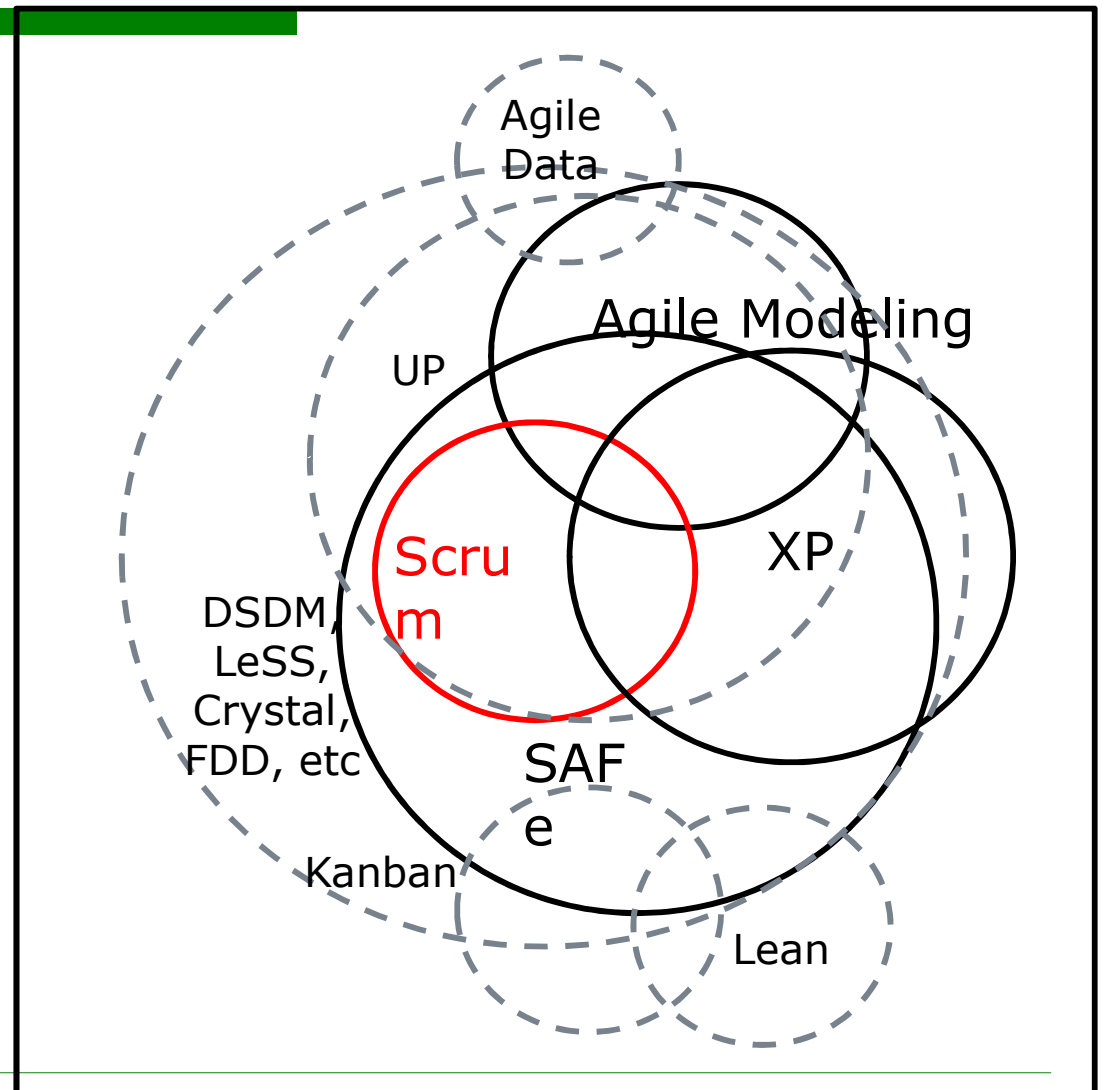 Agile
Data
Agile Modeling
UP
XP
Scru
m
DSDM,
LeSS,
Crystal,
FDD, etc
SAF
e
Kanban
Lean